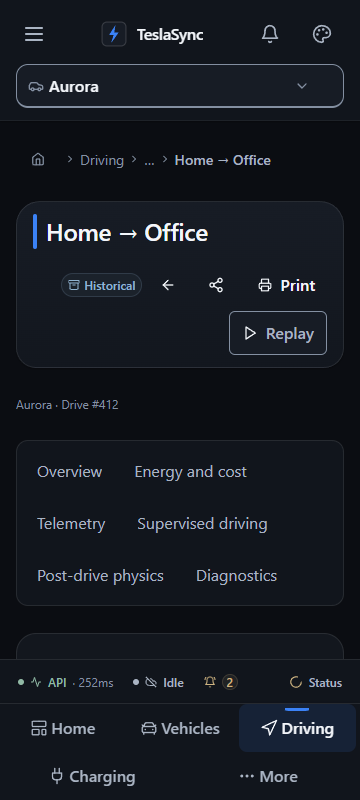 TeslaSync
Aurora
Driving ... Home → Office
Home → Office
Historical Print
Replay
Aurora · Drive #412
Overview Energy and cost
Telemetry Supervised driving
Post-drive physics Diagnostics
API · 252ms Idle 2 Status
Home Vehicles Driving
Charging More